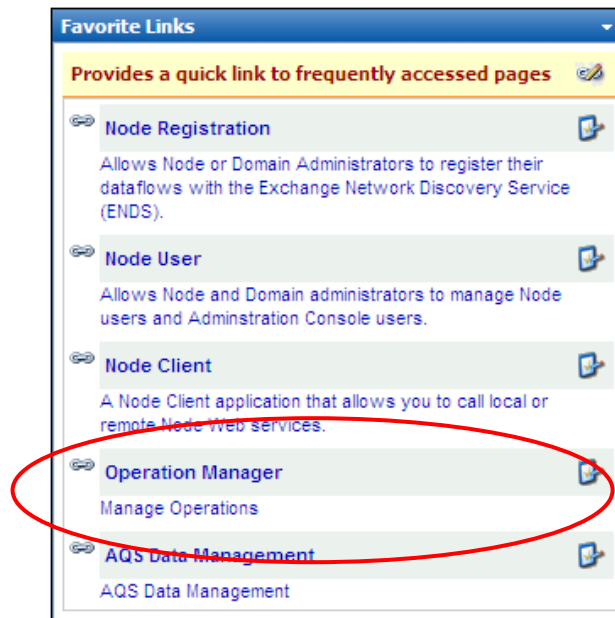 Favorite Links
Provides a quick link to frequently accessed pages
Node Registration
Allows Node or Domain Administrators to register their
dataflows with the Exchange Network Discovery Service
(ENDS).
Node User
Allows Node and Domain administrators to manage Node
users and Adminstration Console users.
Node Client
A Node Client application that allows you to call local or
remote Node Web services.
Operation Manager
Manage Operations
AQS Data Management
AQS Data Management